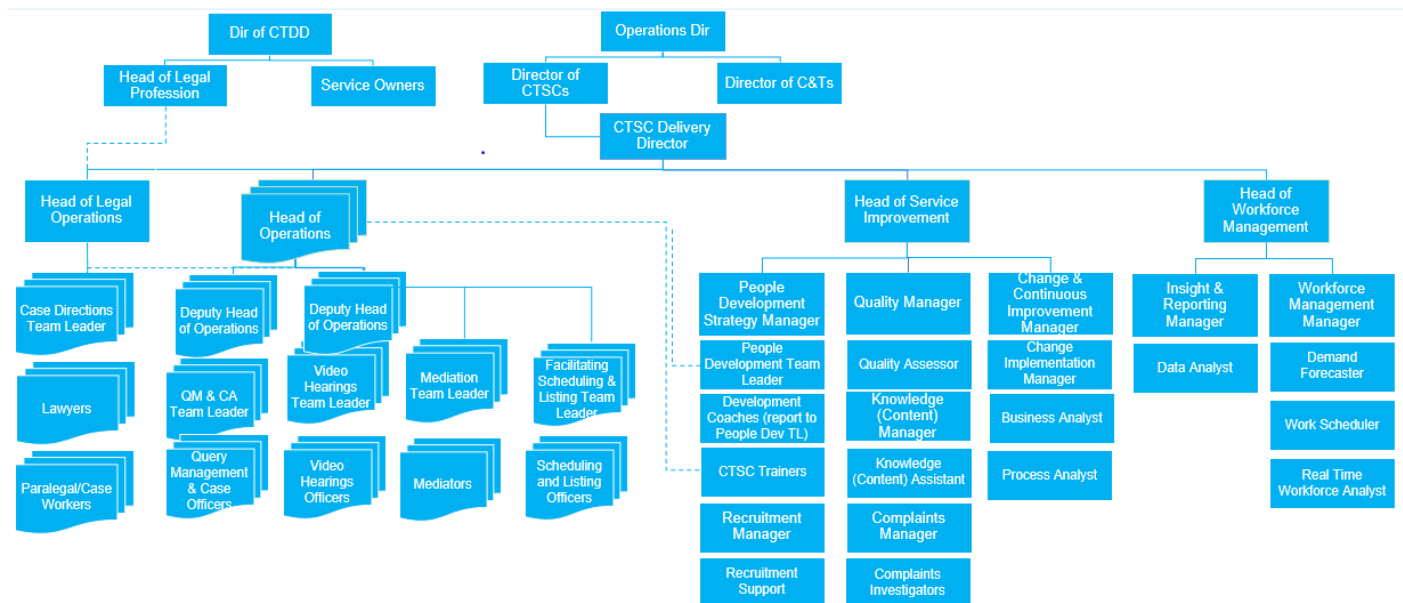 Dir of CTDD
Operations Dir
Head of Legal
Profession
Service Owners
Director of
CTSCs
Director of C&Ts
CTSC Delivery
Director
Head of Legal
Operations
Head of
Operations
Head of Service
Improvement
Head of
Workforce
Management
Case Directions
Team Leader
Deputy Head
of Operations
Deputy Head
of Operations
People
Development
Strategy Manager
Quality Manager
Change &
Continuous
Improvement
Manager
Insight &
Reporting
Manager
Workforce
Management
Manager
Lawyers
QM & CA
Team Leader
Video
Hearings
Team Leader
Mediation
Team Leader
Facilitating
Scheduling &
Listing Team
Leader
People
Development Team
Leader
Quality Assessor
Change
Implementation
Manager
Data Analyst
Demand
Forecaster
Development
Coaches (report to
People Dev TL)
Knowledge
(Content)
Manager
Business Analyst
Work Scheduler
Paralegal/Case
Workers
Query
Management
& Case
Officers
Video
Hearings
Officers
Mediators
Scheduling
and Listing
Officers
CTSC Trainers
Knowledge
(Content) Assistant
Process Analyst
Real Time
Workforce Analyst
Recruitment
Manager
Complaints
Manager
Recruitment
Support
Complaints
Investigators